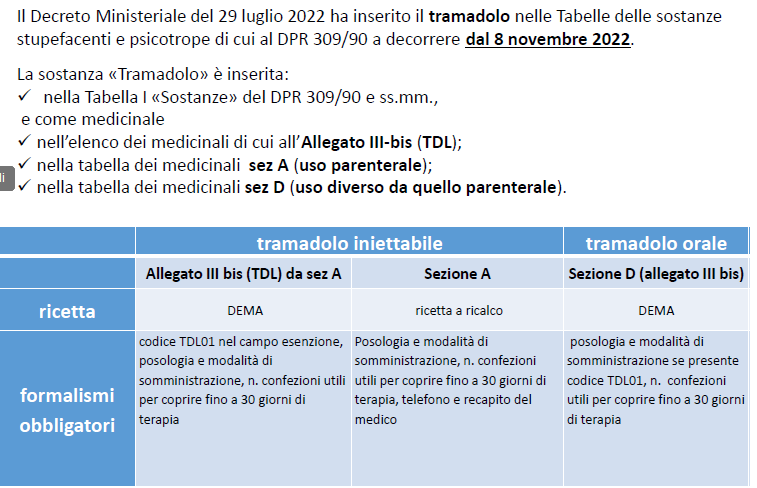 Il Decreto Ministeriale del 29 luglio 2022 ha inserito il tramadolo nelle Tabelle delle sostanze
stupefacenti e psicotrope di cui al DPR 309/90 a decorrere dal 8 novembre 2022.
La sostanza «Tramadolo» è inserita:
✓ nella Tabella I «Sostanze» del DPR 309/90 e ss.mm.,
e come medicinale
✓ nell'elenco dei medicinali di cui all'Allegato III-bis (TDL);
✓ nella tabella dei medicinali sez A (uso parenterale);
li
✓ nella tabella dei medicinali sez D (uso diverso da quello parenterale).
tramadolo iniettabile
tramadolo orale
Allegato III bis (TDL) da sez A
Sezione A
Sezione D (allegato III bis)
ricetta
DEMA
ricetta a ricalco
DEMA
formalismi
obbligatori
codice TDL01 nel campo esenzione,
posologia e modalità di
somministrazione, n. confezioni utili
per coprire fino a 30 giorni di
terapia
Posologia e modalità di
somministrazione, n. confezioni
utili per coprire fino a 30 giorni di
terapia, telefono e recapito del
medico
posologia e modalità di
somministrazione se presente
codice TDL01, n. confezioni
utili per coprire fino a 30 giorni
di terapia